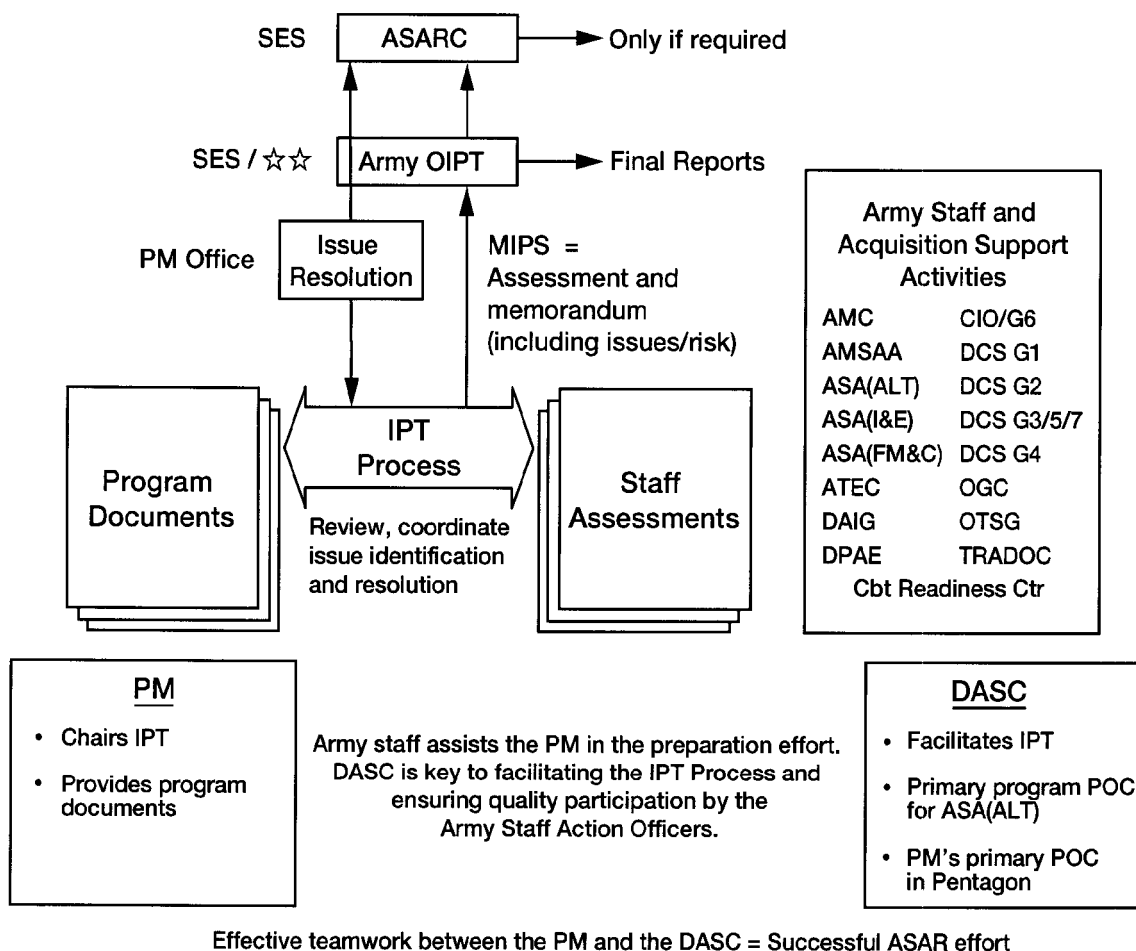 SES
ASARC
Only if required
SES / ☆☆
Army OIPT
Final Reports
PM Office
Issue
Resolution
MIPS =
Assessment and
memorandum
(including issues/risk)
Program
Documents
IPT
Process
Review, coordinate
issue identification
and resolution
Staff
Assessments
Army Staff and
Acquisition Support
Activities
AMC CIO/G6
AMSAA DCS G1
ASA(ALT) DCS G2
ASA(I&E) DCS G3/5/7
ASA(FM&C) DCS G4
ATEC OGC
DAIG OTSG
DPAE TRADOC
Cbt Readiness Ctr
PM
• Chairs IPT
• Provides program
documents
Army staff assists the PM in the preparation effort.
DASC is key to facilitating the IPT Process and
ensuring quality participation by the
Army Staff Action Officers.
DASC
• Facilitates IPT
• Primary program POC
for ASA(ALT)
• PM's primary POC
in Pentagon
Effective teamwork between the PM and the DASC = Successful ASAR effort